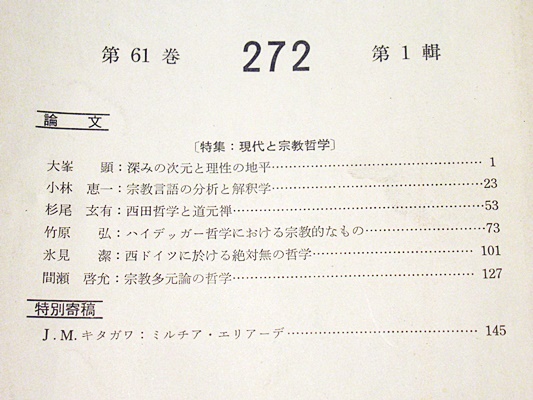 第 61 巻 272 第 1 輯
論 文
〔特集：現代と宗教哲学〕
大峯 顕：深みの次元と理性の地平……………………………………1
小林 恵一：宗教言語の分析と解釈学……………………………………23
杉尾 玄有：西田哲学と道元禅……………………………………………53
竹原 弘：ハイデッガー哲学における宗教的なもの……………………73
氷見 潔：西ドイツに於ける絶対無の哲学…………………………… 101
間瀬 啓允：宗教多元論の哲学………………………………………… 127
特別寄稿
J.M.キタガワ：ミルチア・エリアーデ………………………………… 145